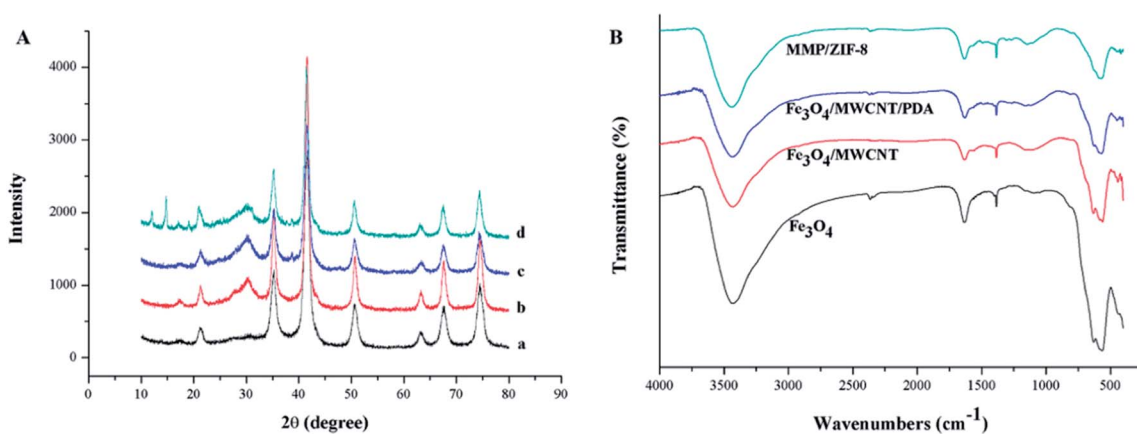 A
4000
3000
2000
1000
0
Intensity
d
c
b
a
0 10 20 30 40 50 60 70 80 90
2θ (degree)
B
MMP/ZIF-8
Fe₃O₄/MWCNT/PDA
Fe₃O₄/MWCNT
Fe₃O₄
Transmittance (%)
4000 3500 3000 2500 2000 1500 1000 500
Wavenumbers (cm⁻¹)